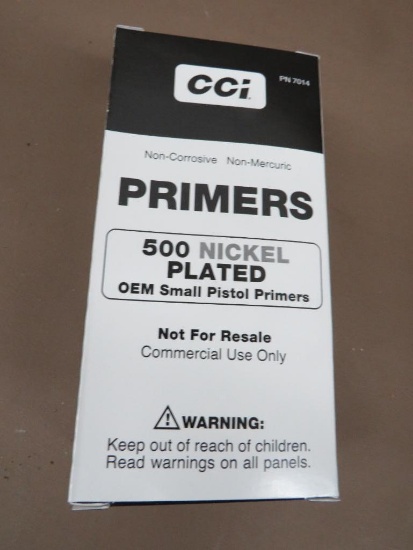 CCI
PN 7014
Non-Corrosive Non-Mercuric
PRIMERS
500 NICKEL
PLATED
OEM Small Pistol Primers
Not For Resale
Commercial Use Only
WARNING:
Keep out of reach of children.
Read warnings on all panels.